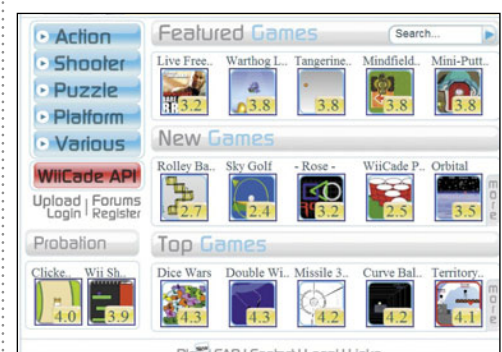 Action
Shooter
Puzzle
Platform
Various
WiiCade API
Upload | Forums
Login | Register
Probation
Clicke.. Wii Sh..
4.0 3.9
Featured Games
Search...
Live Free.. Warthog L.. Tangerine.. Mindfield.. Mini-Putt..
3.2 3.8 3.8 3.8 3.8
New Games
Rolley Ba.. Sky Golf - Rose - WiiCade P.. Orbital
2.7 2.4 3.2 2.5 3.5
more
Top Games
Dice Wars Double Wi.. Missile 3.. Curve Bal.. Territory..
4.3 4.3 4.2 4.2 4.1
more